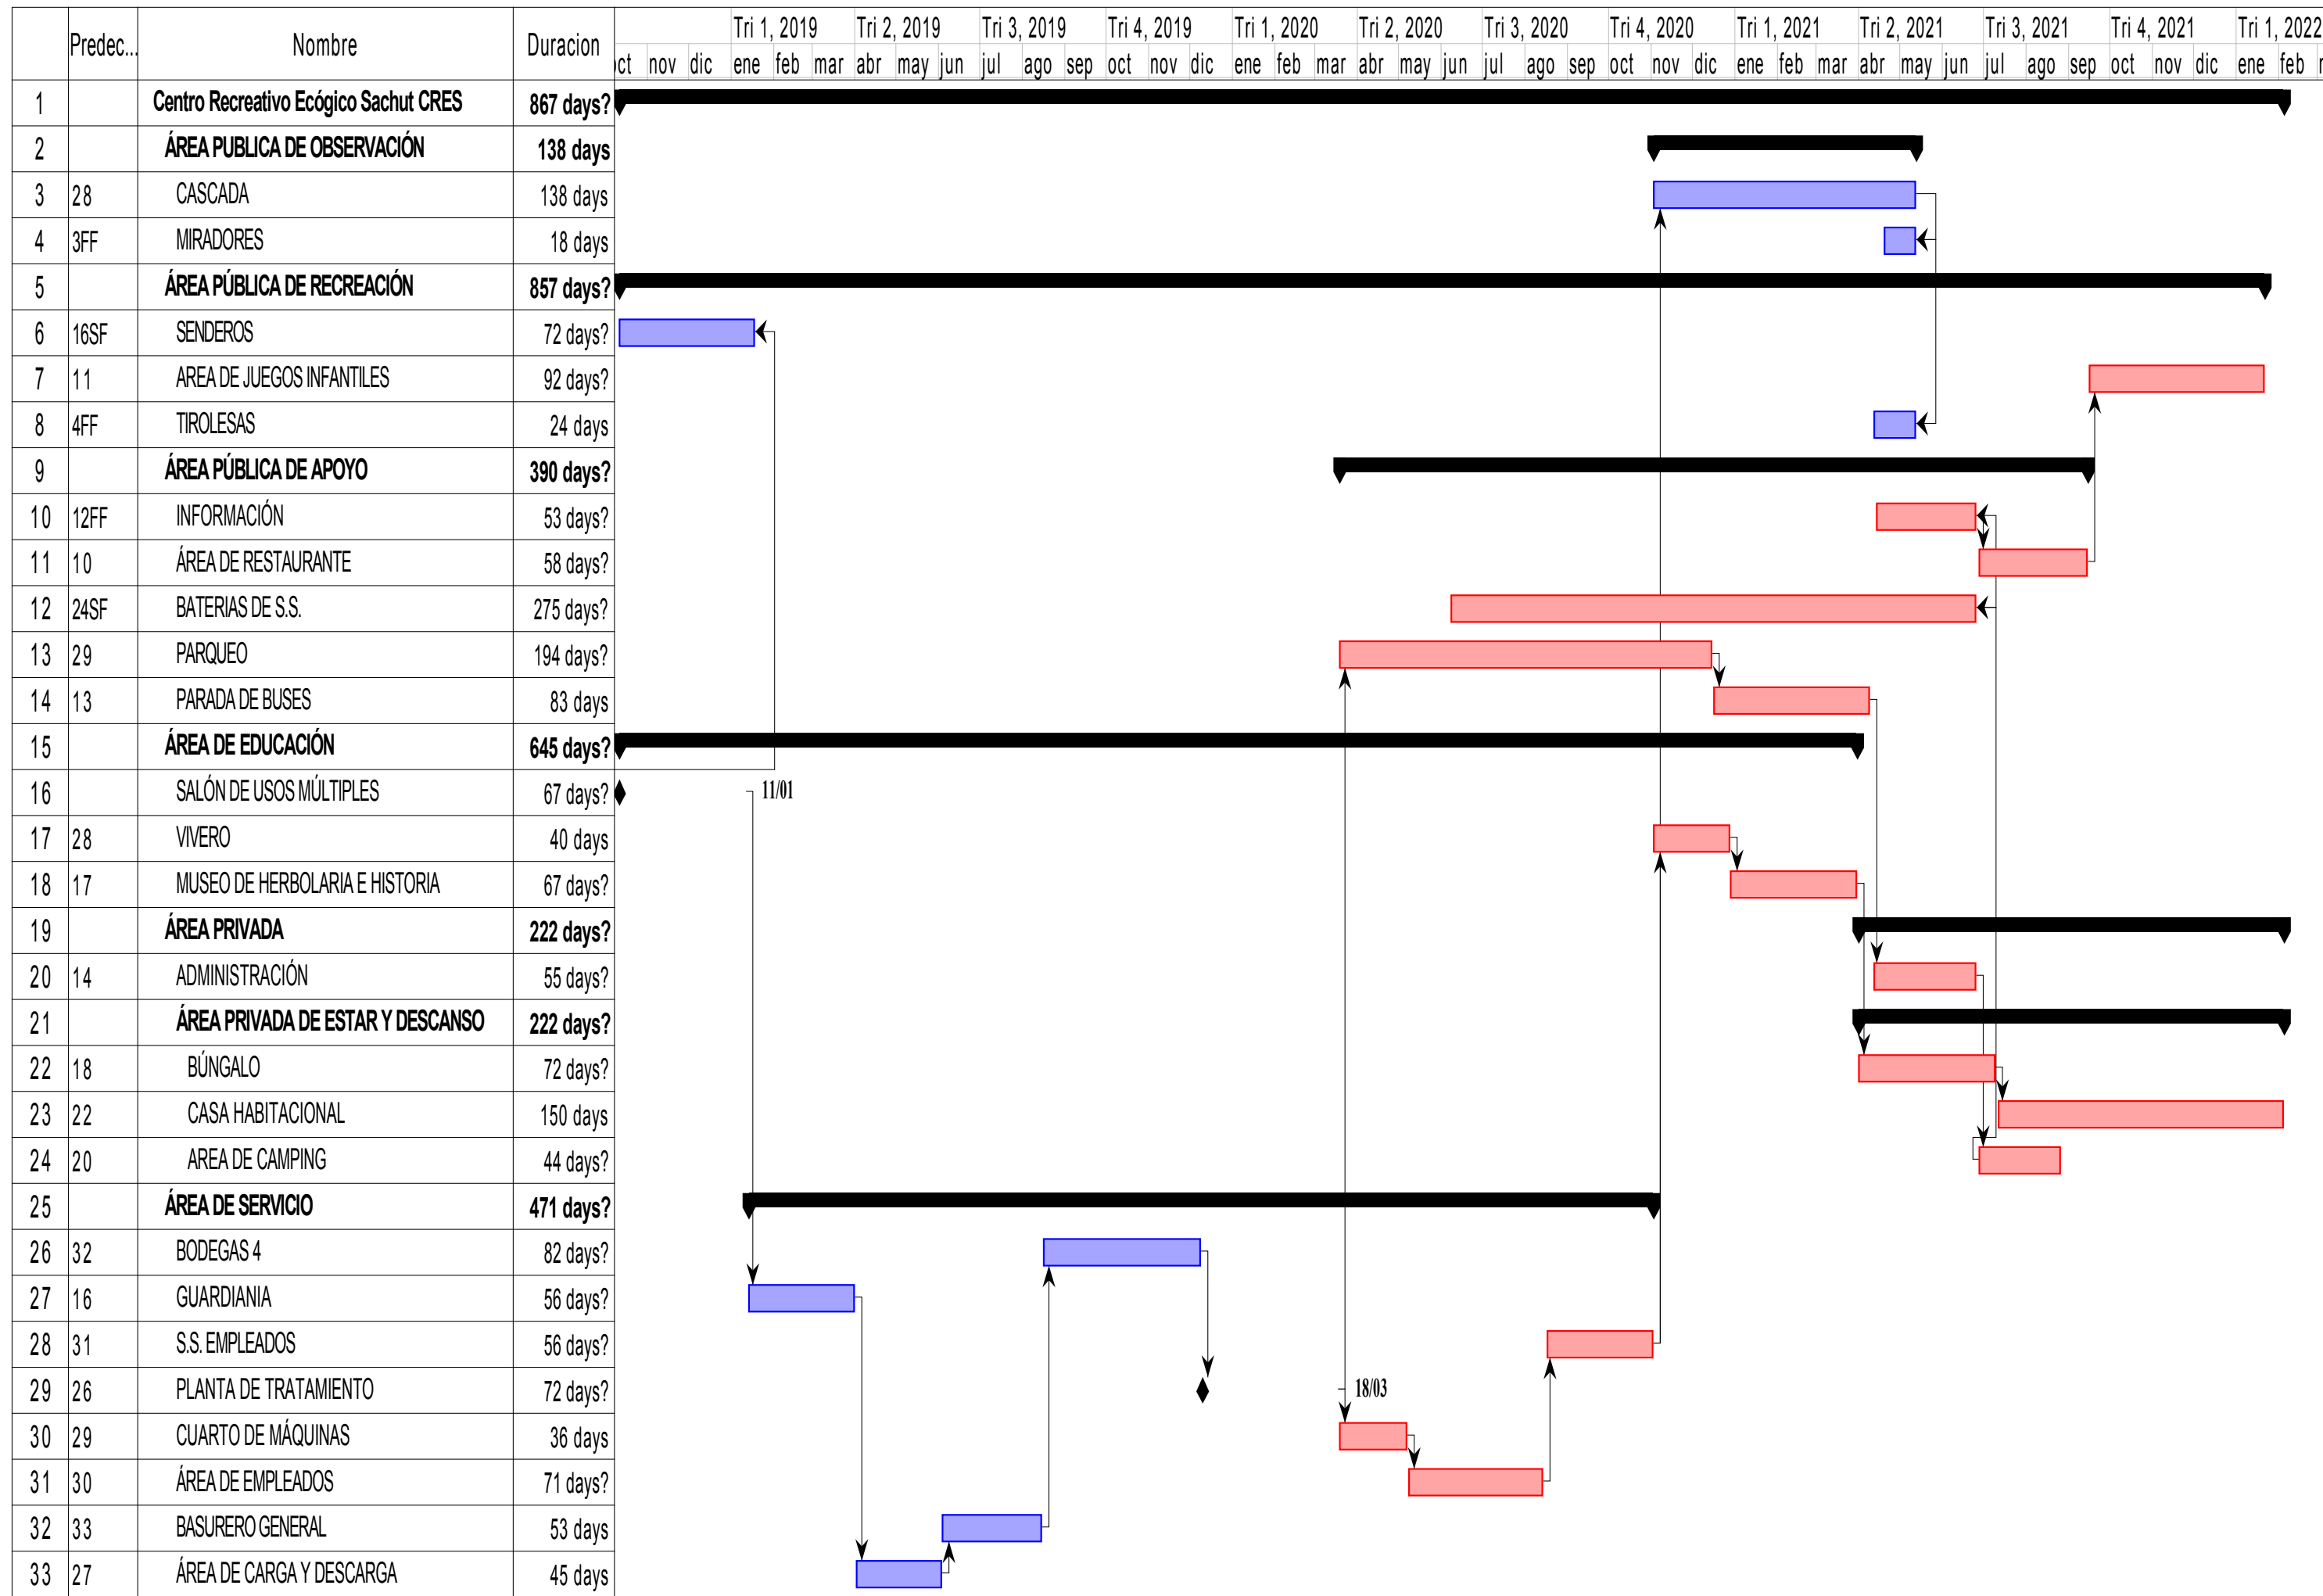 Predec... Nombre Duracion
Tri 1, 2019 Tri 2, 2019 Tri 3, 2019 Tri 4, 2019 Tri 1, 2020 Tri 2, 2020 Tri 3, 2020 Tri 4, 2020 Tri 1, 2021 Tri 2, 2021 Tri 3, 2021 Tri 4, 2021 Tri 1, 2022
ct nov dic ene feb mar abr may jun jul ago sep oct nov dic ene feb mar abr may jun jul ago sep oct nov dic ene feb mar abr may jun jul ago sep oct nov dic ene feb
1 Centro Recreativo Ecógico Sachut CRES 867 days?
2 ÁREA PUBLICA DE OBSERVACIÓN 138 days
3 28 CASCADA 138 days
4 3FF MIRADORES 18 days
5 ÁREA PÚBLICA DE RECREACIÓN 857 days?
6 16SF SENDEROS 72 days?
7 11 AREA DE JUEGOS INFANTILES 92 days?
8 4FF TIROLESAS 24 days
9 ÁREA PÚBLICA DE APOYO 390 days?
10 12FF INFORMACIÓN 53 days?
11 10 ÁREA DE RESTAURANTE 58 days?
12 24SF BATERIAS DE S.S. 275 days?
13 29 PARQUEO 194 days?
14 13 PARADA DE BUSES 83 days
15 ÁREA DE EDUCACIÓN 645 days?
16 SALÓN DE USOS MÚLTIPLES 67 days? 11/01
17 28 VIVERO 40 days
18 17 MUSEO DE HERBOLARIA E HISTORIA 67 days?
19 ÁREA PRIVADA 222 days?
20 14 ADMINISTRACIÓN 55 days?
21 ÁREA PRIVADA DE ESTAR Y DESCANSO 222 days?
22 18 BÚNGALO 72 days?
23 22 CASA HABITACIONAL 150 days
24 20 AREA DE CAMPING 44 days?
25 ÁREA DE SERVICIO 471 days?
26 32 BODEGAS 4 82 days?
27 16 GUARDIANIA 56 days?
28 31 S.S. EMPLEADOS 56 days?
29 26 PLANTA DE TRATAMIENTO 72 days? 18/03
30 29 CUARTO DE MÁQUINAS 36 days
31 30 ÁREA DE EMPLEADOS 71 days?
32 33 BASURERO GENERAL 53 days
33 27 ÁREA DE CARGA Y DESCARGA 45 days